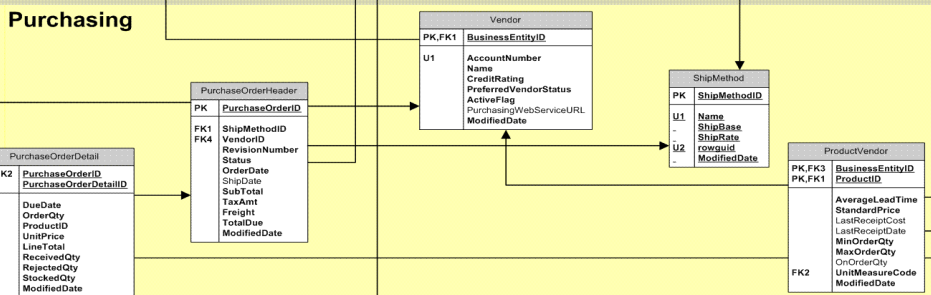 Purchasing
Vendor
PK,FK1 BusinessEntityID
U1 AccountNumber
Name
CreditRating
PreferredVendorStatus
ActiveFlag
PurchasingWebServiceURL
ModifiedDate
PurchaseOrderHeader
PK PurchaseOrderID
FK1 ShipMethodID
FK4 VendorID
RevisionNumber
Status
OrderDate
ShipDate
SubTotal
TaxAmt
Freight
TotalDue
ModifiedDate
ShipMethod
PK ShipMethodID
U1 Name
_ ShipBase
_ ShipRate
U2 rowguid
_ ModifiedDate
PurchaseOrderDetail
K2 PurchaseOrderID
PurchaseOrderDetailID
DueDate
OrderQty
ProductID
UnitPrice
LineTotal
ReceivedQty
RejectedQty
StockedQty
ModifiedDate
ProductVendor
PK,FK3 BusinessEntityID
PK,FK1 ProductID
AverageLeadTime
StandardPrice
LastReceiptCost
LastReceiptDate
MinOrderQty
MaxOrderQty
OnOrderQty
FK2 UnitMeasureCode
ModifiedDate